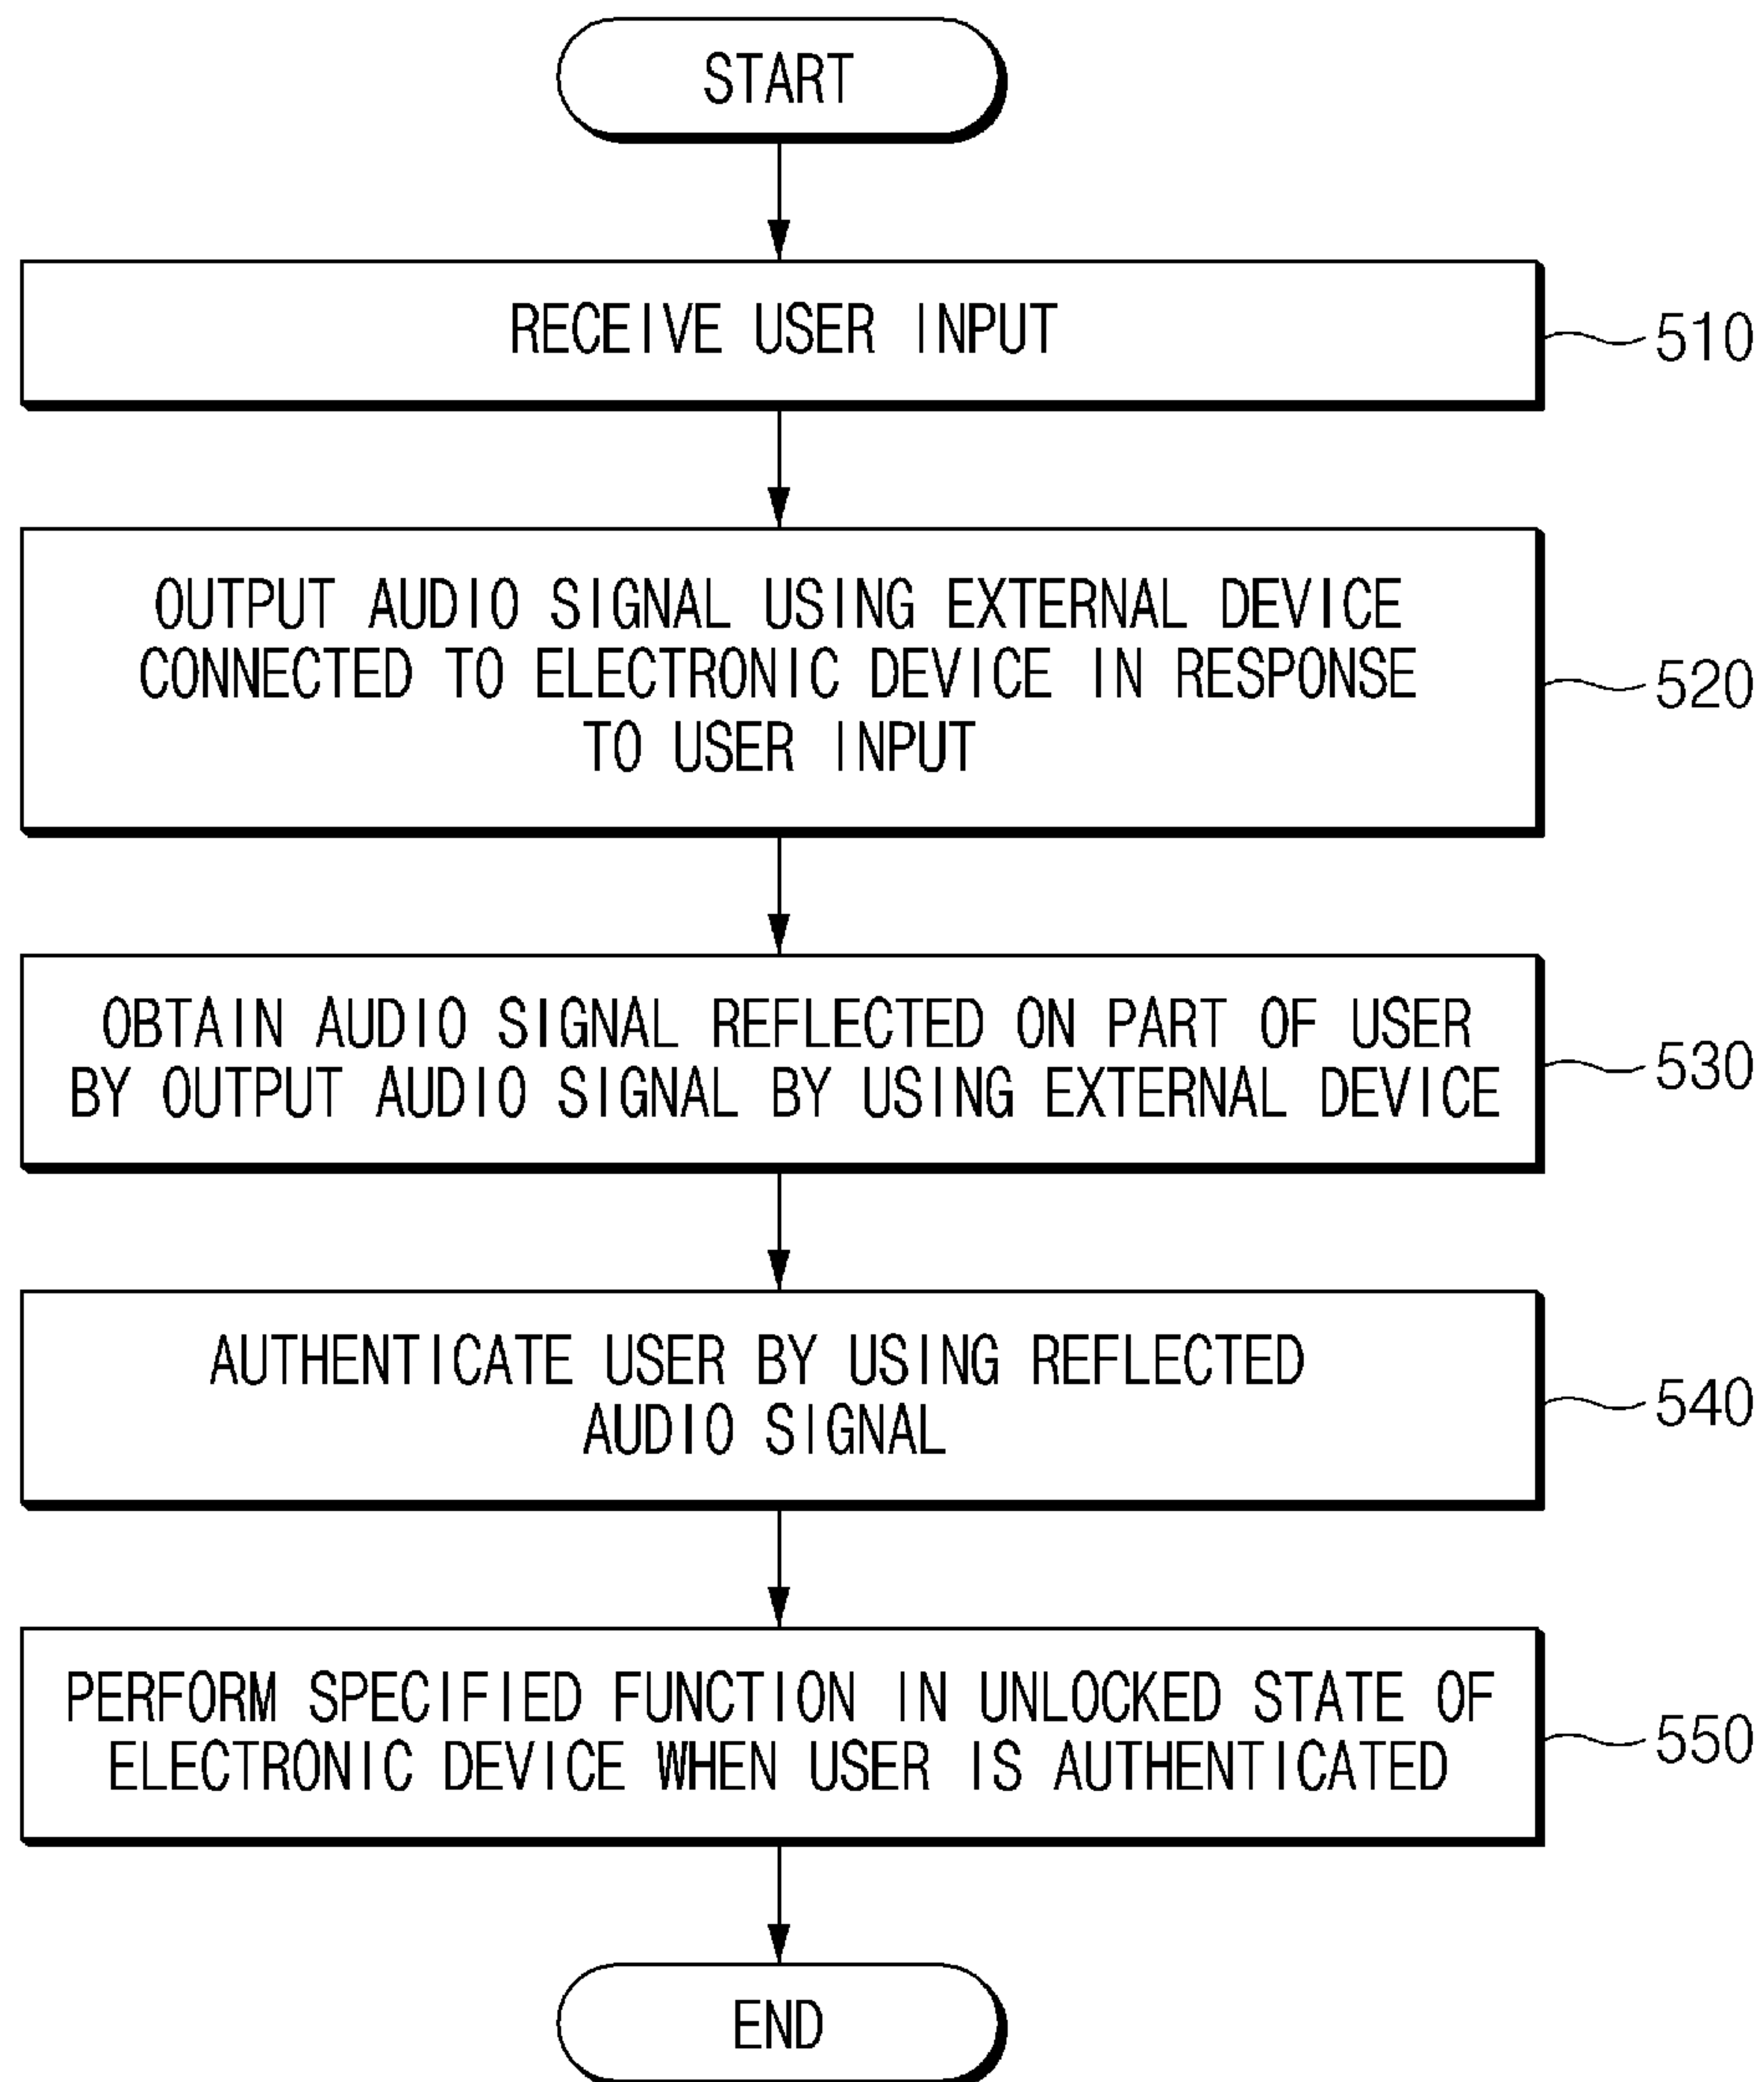 START
RECEIVE USER INPUT
510
OUTPUT AUDIO SIGNAL USING EXTERNAL DEVICE
CONNECTED TO ELECTRONIC DEVICE IN RESPONSE
TO USER INPUT
520
OBTAIN AUDIO SIGNAL REFLECTED ON PART OF USER
BY OUTPUT AUDIO SIGNAL BY USING EXTERNAL DEVICE
530
AUTHENTICATE USER BY USING REFLECTED
AUDIO SIGNAL
540
PERFORM SPECIFIED FUNCTION IN UNLOCKED STATE OF
ELECTRONIC DEVICE WHEN USER IS AUTHENTICATED
550
END